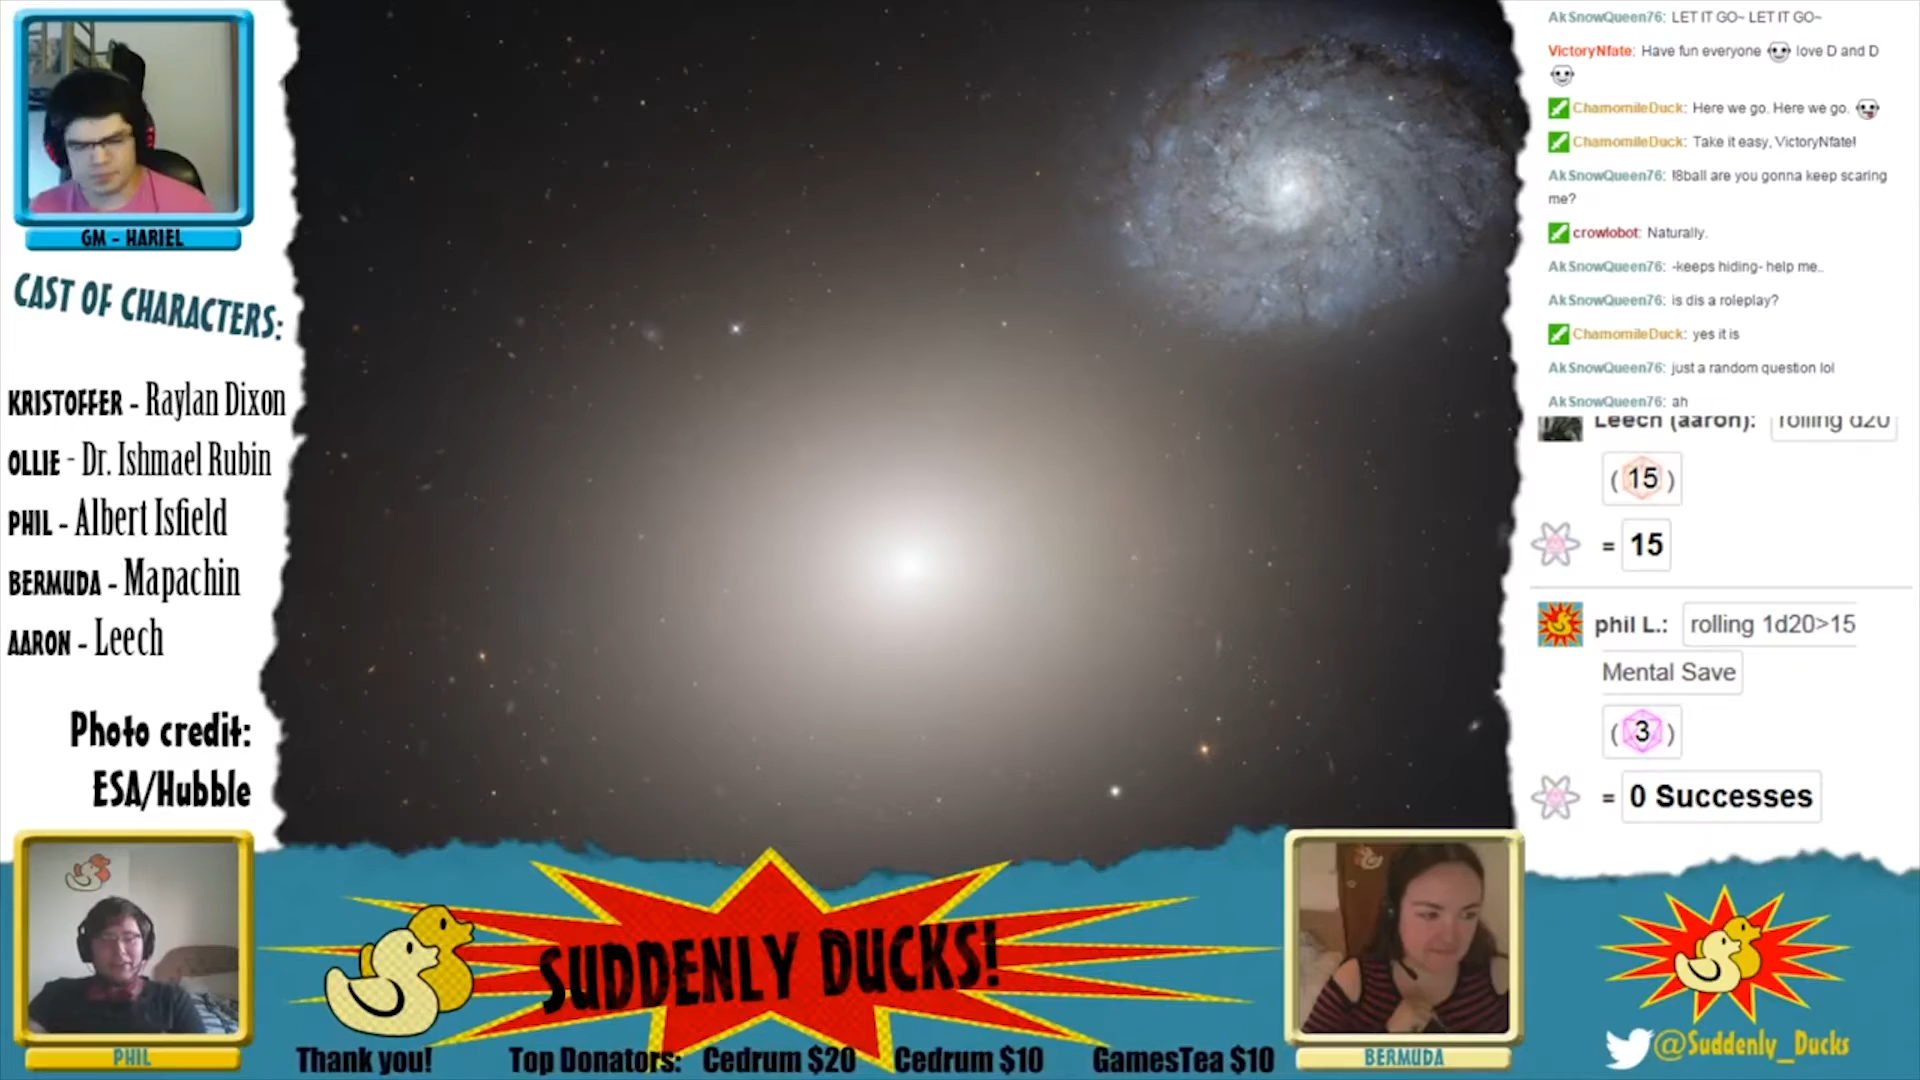 GM - HARIEL
CAST OF CHARACTERS:
KRISTOFFER - Raylan Dixon
OLLIE - Dr. Ishmael Rubin
PHIL - Albert Isfield
BERMUDA - Mapachin
AARON - Leech
Photo credit:
ESA/Hubble
PHIL
SUDDENLY DUCKS!
Thank you! Top Donators: Cedrum $20 Cedrum $10 GamesTea $10
BERMUDA
AkSnowQueen76: LET IT GO~ LET IT GO~
VictoryNfate: Have fun everyone love D and D
ChamomileDuck: Here we go. Here we go.
ChamomileDuck: Take it easy, VictoryNfate!
AkSnowQueen76: !8ball are you gonna keep scaring
me?
crowlobot: Naturally.
AkSnowQueen76: -keeps hiding- help me..
AkSnowQueen76: is dis a roleplay?
ChamomileDuck: yes it is
AkSnowQueen76: just a random question lol
AkSnowQueen76: ah
Leech (aaron): rolling d20
(15)
= 15
phil L.: rolling 1d20>15
Mental Save
(3)
= 0 Successes
@Suddenly_Ducks